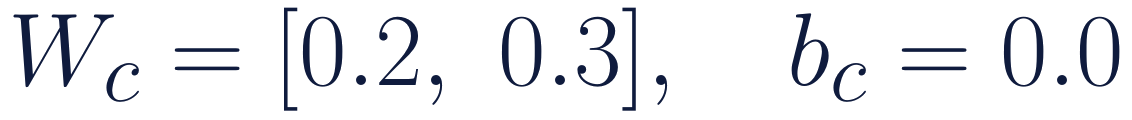 W_c = [0.2, 0.3], b_c = 0.0